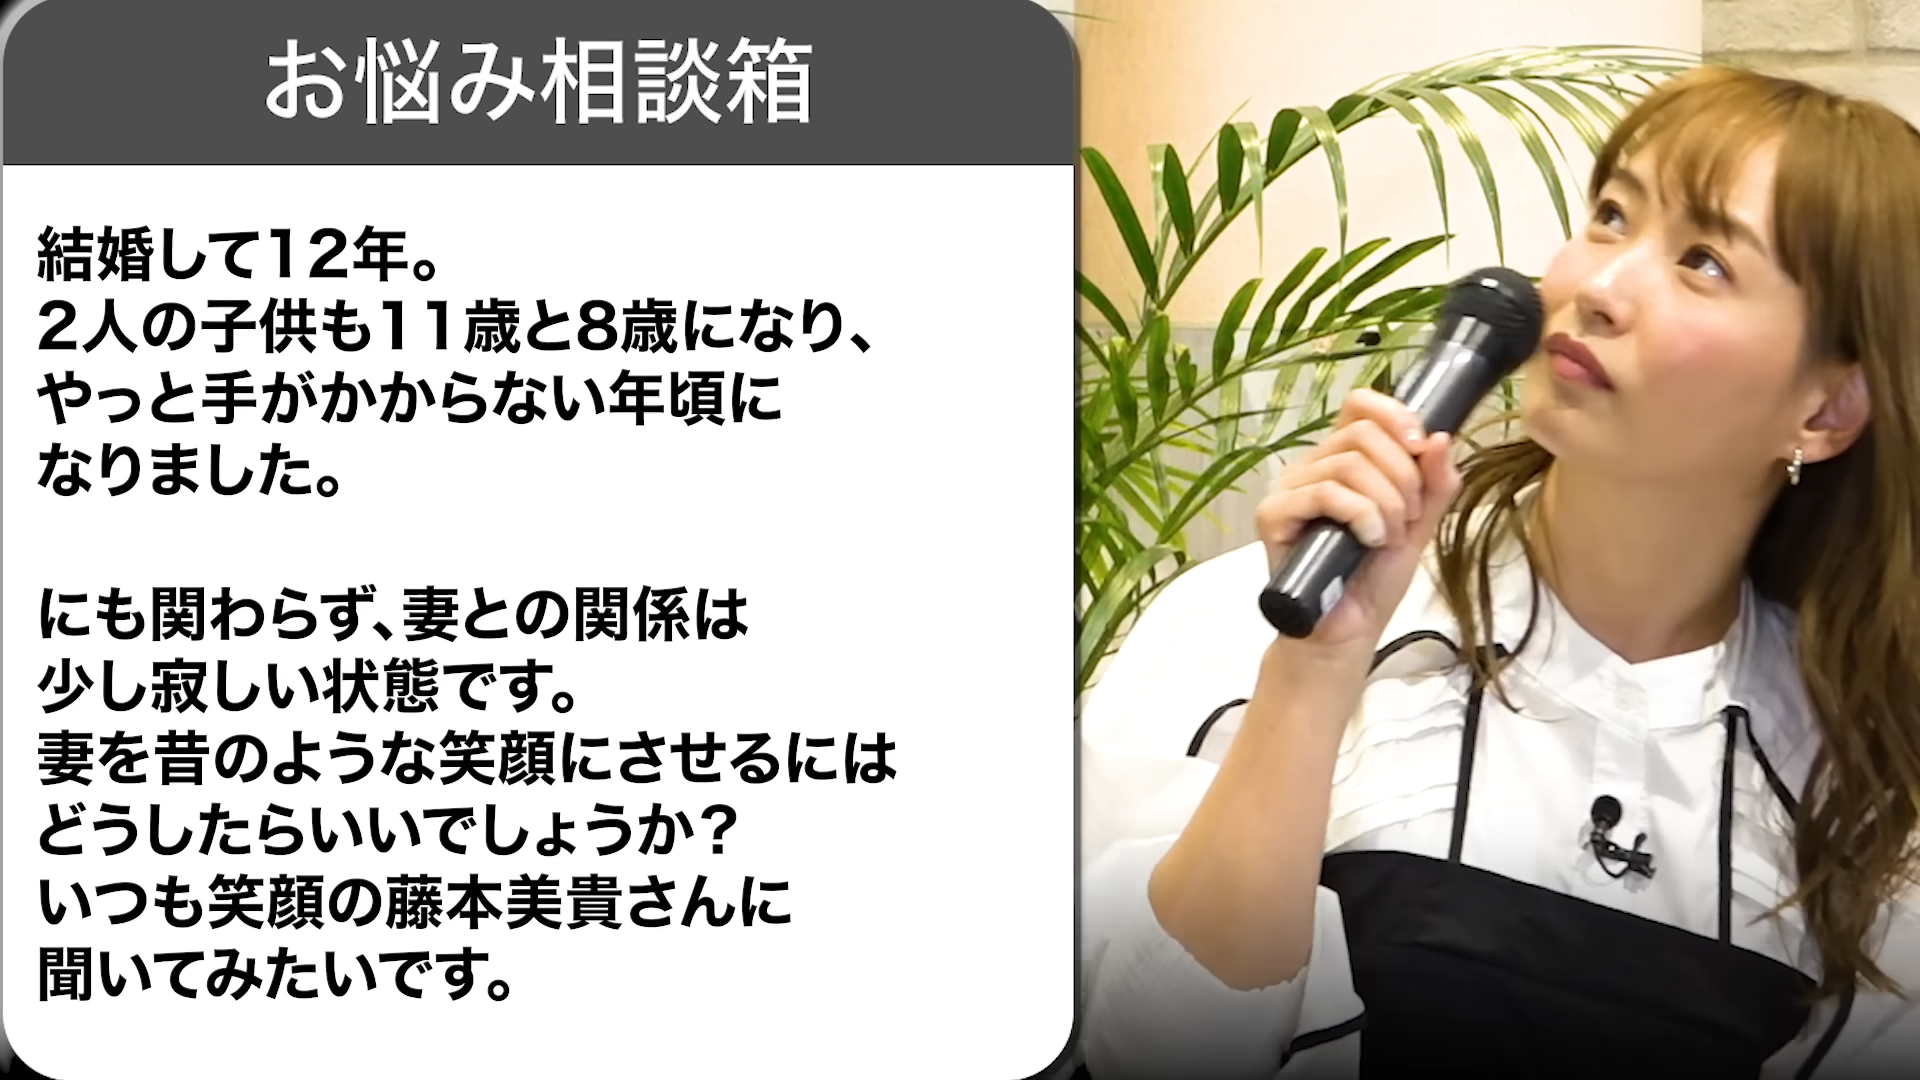 お悩み相談箱
結婚して12年。
2人の子供も11歳と8歳になり、
やっと手がかからない年頃に
なりました。
にも関わらず、妻との関係は
少し寂しい状態です。
妻を昔のような笑顔にさせるには
どうしたらいいでしょうか？
いつも笑顔の藤本美貴さんに
聞いてみたいです。